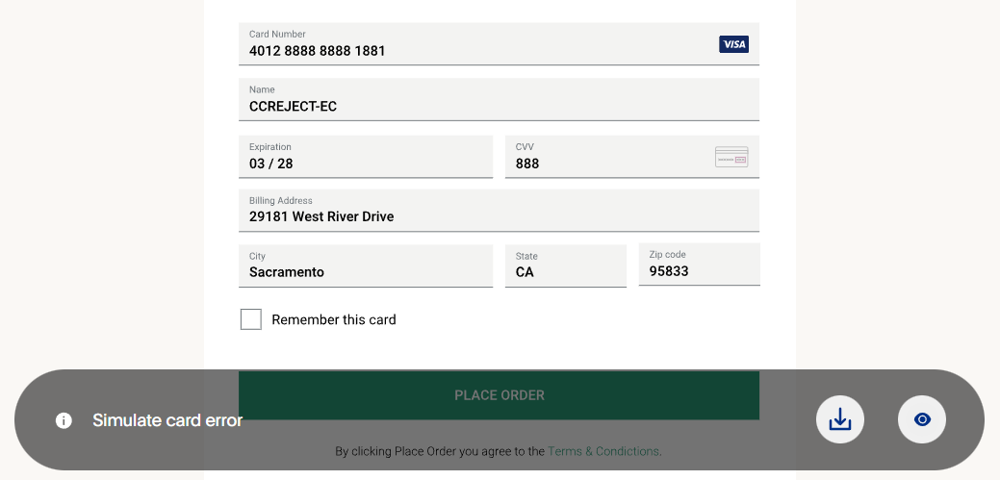 Card Number
4012 8888 8888 1881
VISA
Name
CCREJECT-EC
Expiration
03 / 28
CVV
888
Billing Address
29181 West River Drive
City
Sacramento
State
CA
Zip code
95833
Remember this card
PLACE ORDER
Simulate card error
By clicking Place Order you agree to the Terms & Condictions.